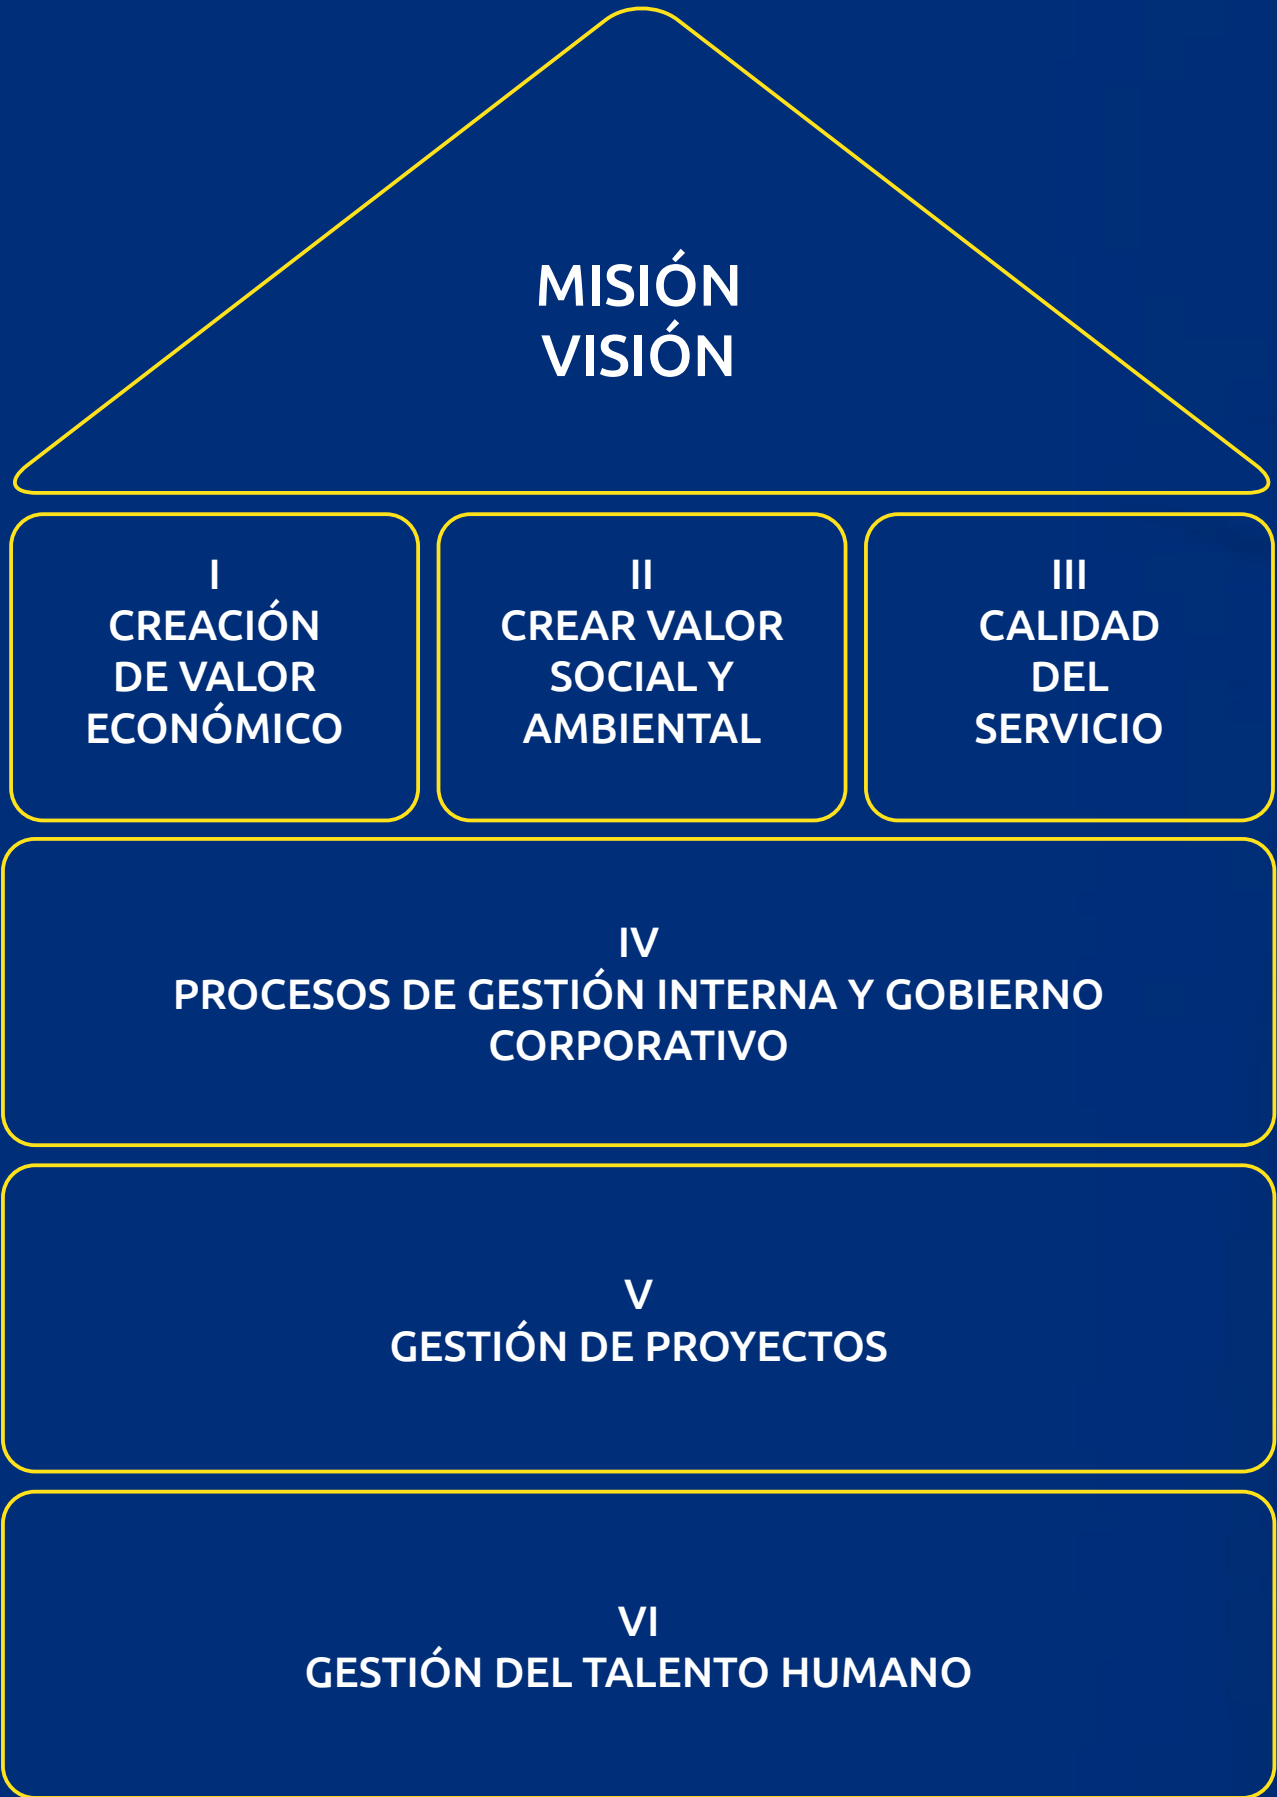 MISIÓN
VISIÓN
I
CREACIÓN
DE VALOR
ECONÓMICO
II
CREAR VALOR
SOCIAL Y
AMBIENTAL
III
CALIDAD
DEL
SERVICIO
IV
PROCESOS DE GESTIÓN INTERNA Y GOBIERNO
CORPORATIVO
V
GESTIÓN DE PROYECTOS
VI
GESTIÓN DEL TALENTO HUMANO